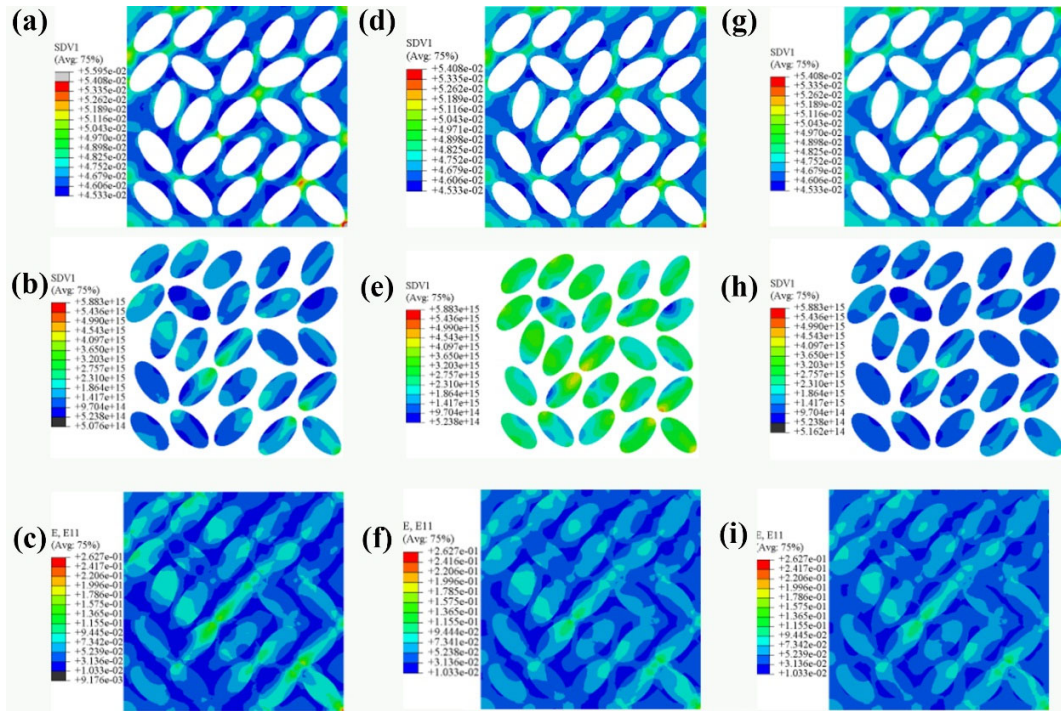 (a)
SDV1
(Avg: 75%)
+5.595e-02
+5.408e-02
+5.335e-02
+5.262e-02
+5.189e-02
+5.116e-02
+5.043e-02
+4.970e-02
+4.898e-02
+4.825e-02
+4.752e-02
+4.679e-02
+4.606e-02
+4.533e-02
(d)
SDV1
(Avg: 75%)
+5.408e-02
+5.335e-02
+5.262e-02
+5.189e-02
+5.116e-02
+5.043e-02
+4.971e-02
+4.898e-02
+4.825e-02
+4.752e-02
+4.679e-02
+4.606e-02
+4.533e-02
(g)
SDV1
(Avg: 75%)
+5.408e-02
+5.335e-02
+5.262e-02
+5.189e-02
+5.116e-02
+5.043e-02
+4.970e-02
+4.898e-02
+4.825e-02
+4.752e-02
+4.679e-02
+4.606e-02
+4.533e-02
(b)
SDV1
(Avg: 75%)
+5.883e+15
+5.436e+15
+4.990e+15
+4.543e+15
+4.097e+15
+3.650e+15
+3.203e+15
+2.757e+15
+2.310e+15
+1.864e+15
+1.417e+15
+9.704e+14
+5.238e+14
+5.076e+14
(e)
SDV1
(Avg: 75%)
+5.883e+15
+5.436e+15
+4.990e+15
+4.543e+15
+4.097e+15
+3.650e+15
+3.203e+15
+2.757e+15
+2.310e+15
+1.864e+15
+1.417e+15
+9.704e+14
+5.238e+14
(h)
SDV1
(Avg: 75%)
+5.883e+15
+5.436e+15
+4.990e+15
+4.543e+15
+4.097e+15
+3.650e+15
+3.203e+15
+2.757e+15
+2.310e+15
+1.864e+15
+1.417e+15
+9.704e+14
+5.238e+14
+5.162e+14
(c)
E, E11
(Avg: 75%)
+2.627e-01
+2.417e-01
+2.206e-01
+1.996e-01
+1.786e-01
+1.575e-01
+1.365e-01
+1.155e-01
+9.445e-02
+7.342e-02
+5.239e-02
+3.136e-02
+1.033e-02
+9.176e-03
(f)
E, E11
(Avg: 75%)
+2.627e-01
+2.416e-01
+2.206e-01
+1.996e-01
+1.785e-01
+1.575e-01
+1.365e-01
+1.155e-01
+9.444e-02
+7.341e-02
+5.238e-02
+3.136e-02
+1.033e-02
(i)
E, E11
(Avg: 75%)
+2.627e-01
+2.417e-01
+2.206e-01
+1.996e-01
+1.786e-01
+1.575e-01
+1.365e-01
+1.155e-01
+9.445e-02
+7.342e-02
+5.239e-02
+3.136e-02
+1.033e-02